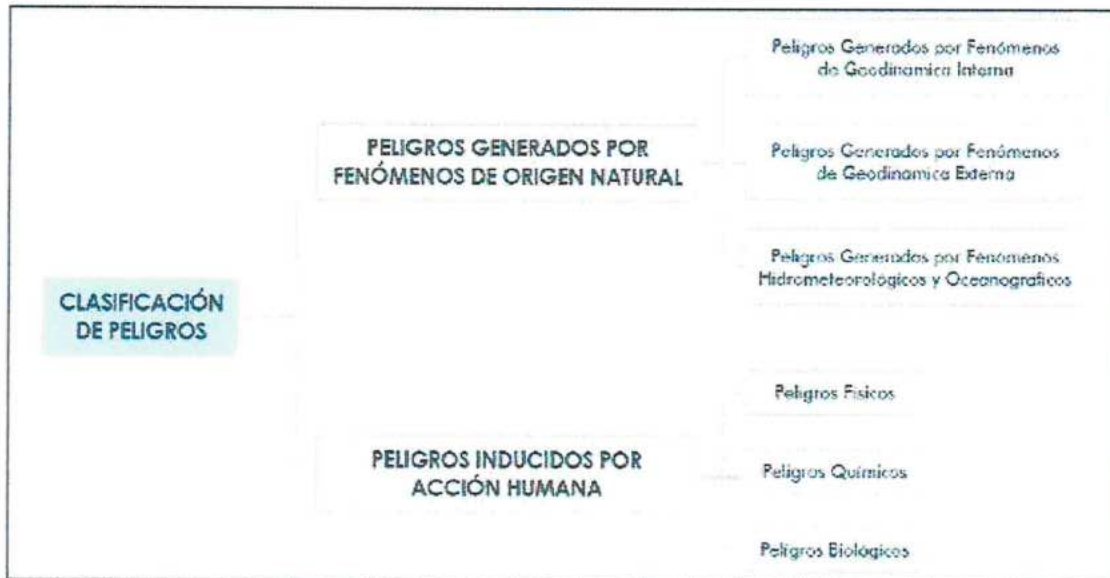 CLASIFICACIÓN
DE PELIGROS
PELIGROS GENERADOS POR
FENÓMENOS DE ORIGEN NATURAL
Peligros Generados por Fenómenos
de Geodinamica Interna
Peligros Generados por Fenómenos
de Geodinamica Externa
Peligros Generados por Fenómenos
Hidrometeorológicos y Oceanograficos
PELIGROS INDUCIDOS POR
ACCIÓN HUMANA
Peligros Físicos
Peligros Químicos
Peligros Biológicos